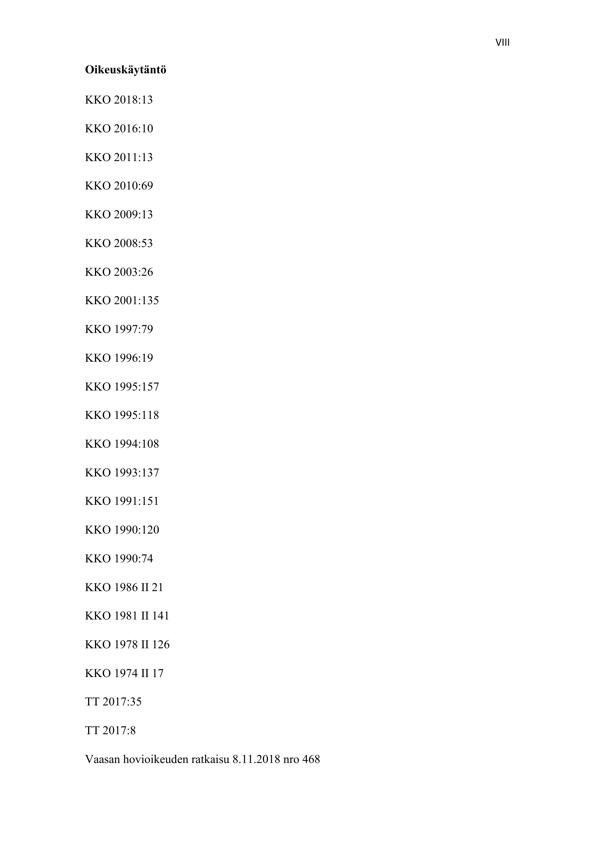 VIII
Oikeuskäytäntö
KKO 2018:13
KKO 2016:10
KKO 2011:13
KKO 2010:69
KKO 2009:13
KKO 2008:53
KKO 2003:26
KKO 2001:135
KKO 1997:79
KKO 1996:19
KKO 1995:157
KKO 1995:118
KKO 1994:108
KKO 1993:137
KKO 1991:151
KKO 1990:120
KKO 1990:74
KKO 1986 II 21
KKO 1981 II 141
KKO 1978 II 126
KKO 1974 II 17
TT 2017:35
TT 2017:8
Vaasan hovioikeuden ratkaisu 8.11.2018 nro 468